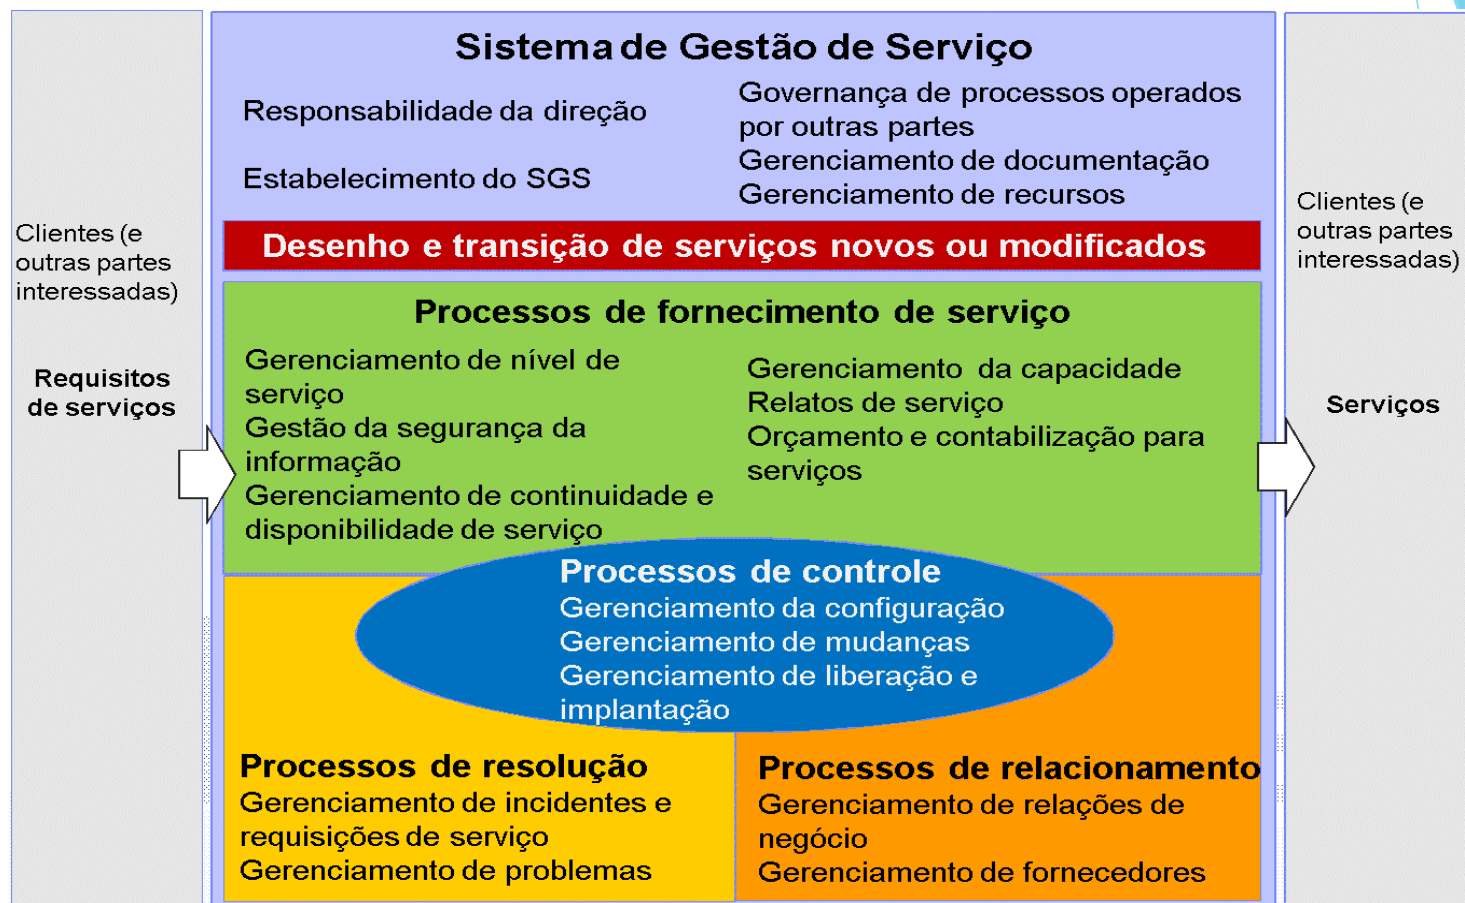 Sistema de Gestão de Serviço
Responsabilidade da direção
Estabelecimento do SGS
Governança de processos operados
por outras partes
Gerenciamento de documentação
Gerenciamento de recursos
Clientes (e
outras partes
interessadas)
Requisitos
de serviços
Desenho e transição de serviços novos ou modificados
Processos de fornecimento de serviço
Gerenciamento de nível de
serviço
Gestão da segurança da
informação
Gerenciamento de continuidade e
disponibilidade de serviço
Gerenciamento da capacidade
Relatos de serviço
Orçamento e contabilização para
serviços
Processos de controle
Gerenciamento da configuração
Gerenciamento de mudanças
Gerenciamento de liberação e
implantação
Processos de resolução
Gerenciamento de incidentes e
requisições de serviço
Gerenciamento de problemas
Processos de relacionamento
Gerenciamento de relações de
negócio
Gerenciamento de fornecedores
Clientes (e
outras partes
interessadas)
Serviços